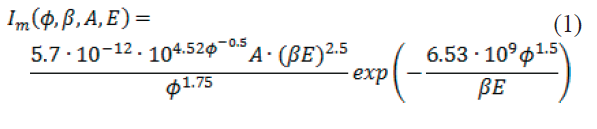 I_m(ϕ, β, A, E) = (1)
5.7 · 10^{−12} · 10^{4.52ϕ^{−0.5}} A · (βE)^{2.5} / ϕ^{1.75} exp(− 6.53 · 10^9 ϕ^{1.5} / βE)